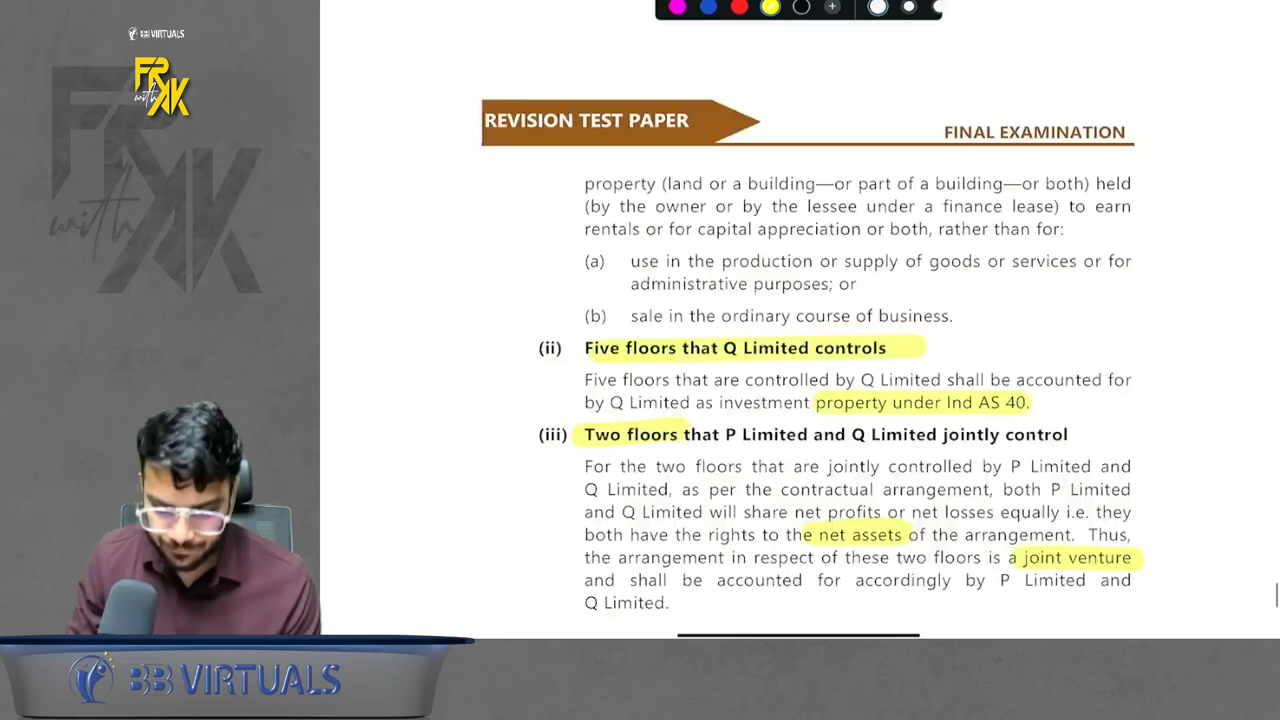 BB VIRTUALS
FR
with
AK
FR
with
AK
REVISION TEST PAPER
FINAL EXAMINATION
property (land or a building—or part of a building—or both) held
(by the owner or by the lessee under a finance lease) to earn
rentals or for capital appreciation or both, rather than for:
(a) use in the production or supply of goods or services or for
administrative purposes; or
(b) sale in the ordinary course of business.
(ii) Five floors that Q Limited controls
Five floors that are controlled by Q Limited shall be accounted for
by Q Limited as investment property under Ind AS 40.
(iii) Two floors that P Limited and Q Limited jointly control
For the two floors that are jointly controlled by P Limited and
Q Limited, as per the contractual arrangement, both P Limited
and Q Limited will share net profits or net losses equally i.e. they
both have the rights to the net assets of the arrangement. Thus,
the arrangement in respect of these two floors is a joint venture
and shall be accounted for accordingly by P Limited and
Q Limited.
BB VIRTUALS